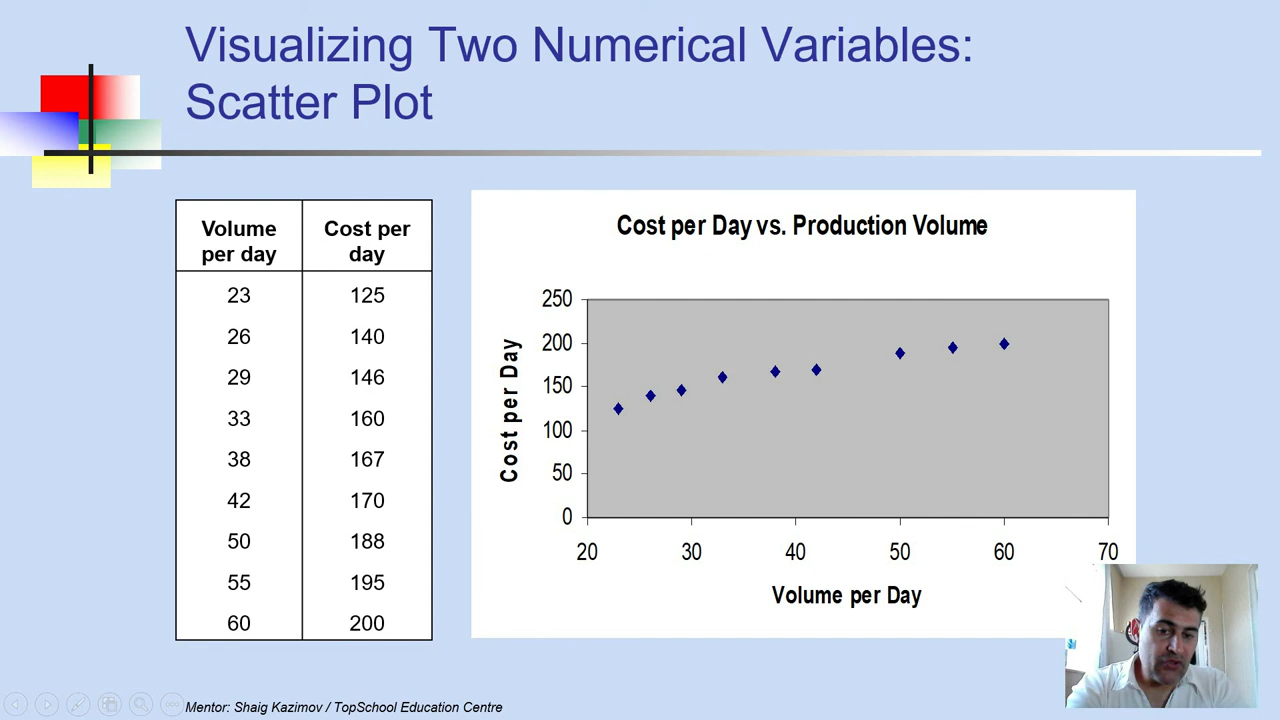 Visualizing Two Numerical Variables:
Scatter Plot
Volume per day Cost per day
23 125
26 140
29 146
33 160
38 167
42 170
50 188
55 195
60 200
Cost per Day vs. Production Volume
Cost per Day
250
200
150
100
50
0
20 30 40 50 60 70
Volume per Day
Mentor: Shaig Kazimov / TopSchool Education Centre